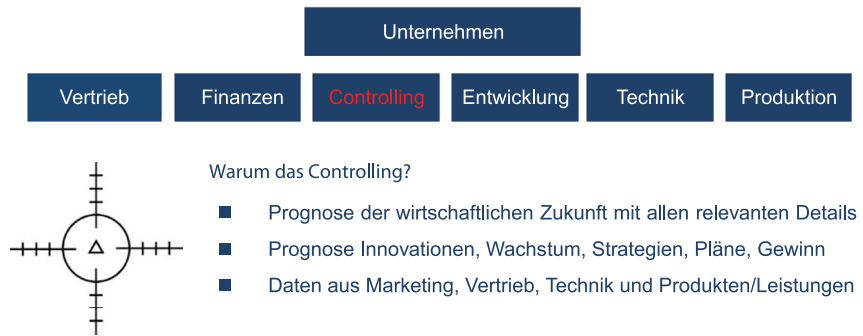 Unternehmen
Vertrieb Finanzen Controlling Entwicklung Technik Produktion
Warum das Controlling?
Prognose der wirtschaftlichen Zukunft mit allen relevanten Details
Prognose Innovationen, Wachstum, Strategien, Pläne, Gewinn
Daten aus Marketing, Vertrieb, Technik und Produkten/Leistungen